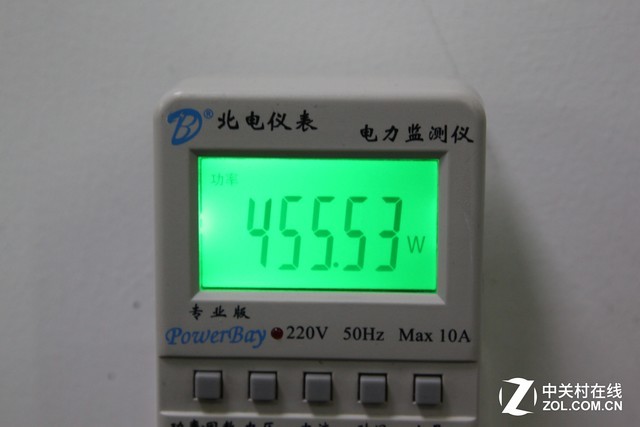 北电仪表
电力监测仪
功率
455.53 W
专业版
PowerBay 220V 50Hz Max 10A
中关村在线
ZOL.COM.CN